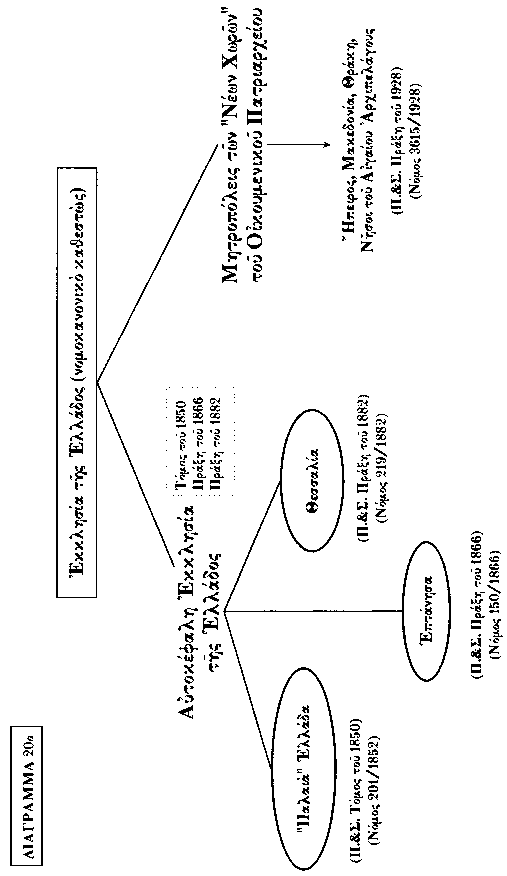 ΔΙΑΓΡΑΜΜΑ 20α
Ἐκκλησία τῆς Ἑλλάδος (νομοκανονικό καθεστώς)
Αὐτοκέφαλη Ἐκκλησία
τῆς Ἑλλάδος
Τόμος τοῦ 1850
Πράξη τοῦ 1866
Πράξη τοῦ 1882
Μητροπόλεις τῶν "Νέων Χωρῶν"
τοῦ Οἰκουμενικοῦ Πατριαρχείου
"Παλαιά" Ἑλλάδα
(Π.&Σ. Τόμος τοῦ 1850)
(Νόμος 201/1852)
Ἑπτάνησα
(Π.&Σ. Πράξη τοῦ 1866)
(Νόμος 150/1866)
Θεσσαλία
(Π.&Σ. Πράξη τοῦ 1882)
(Νόμος 219/1882)
Ἤπειρος, Μακεδονία, Θράκη,
Νῆσοι τοῦ Αἰγαίου Ἀρχιπελάγους
(Π.&Σ. Πράξη τοῦ 1928)
(Νόμος 3615/1928)